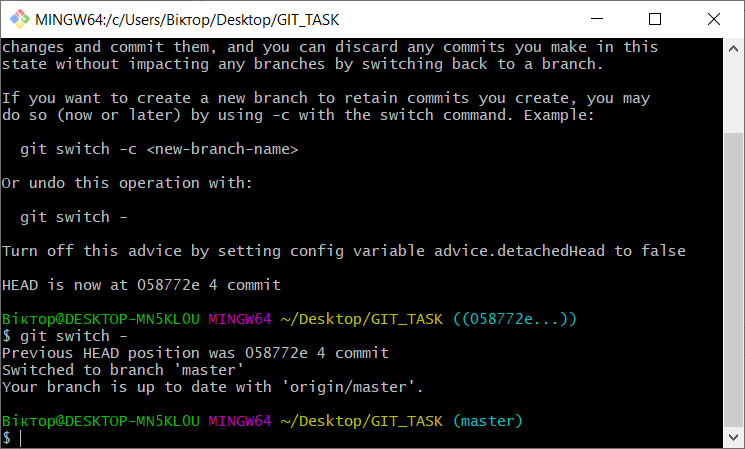 MINGW64:/c/Users/Віктор/Desktop/GIT_TASK
changes and commit them, and you can discard any commits you make in this
state without impacting any branches by switching back to a branch.
If you want to create a new branch to retain commits you create, you may
do so (now or later) by using -c with the switch command. Example:
git switch -c <new-branch-name>
Or undo this operation with:
git switch -
Turn off this advice by setting config variable advice.detachedHead to false
HEAD is now at 058772e 4 commit
Віктор@DESKTOP-MN5KL0U MINGW64 ~/Desktop/GIT_TASK ((058772e...))
$ git switch -
Previous HEAD position was 058772e 4 commit
Switched to branch 'master'
Your branch is up to date with 'origin/master'.
Віктор@DESKTOP-MN5KL0U MINGW64 ~/Desktop/GIT_TASK (master)
$